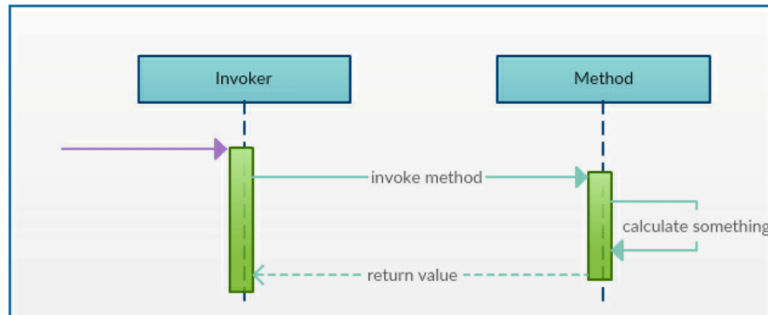 Invoker
Method
invoke method
calculate something
return value